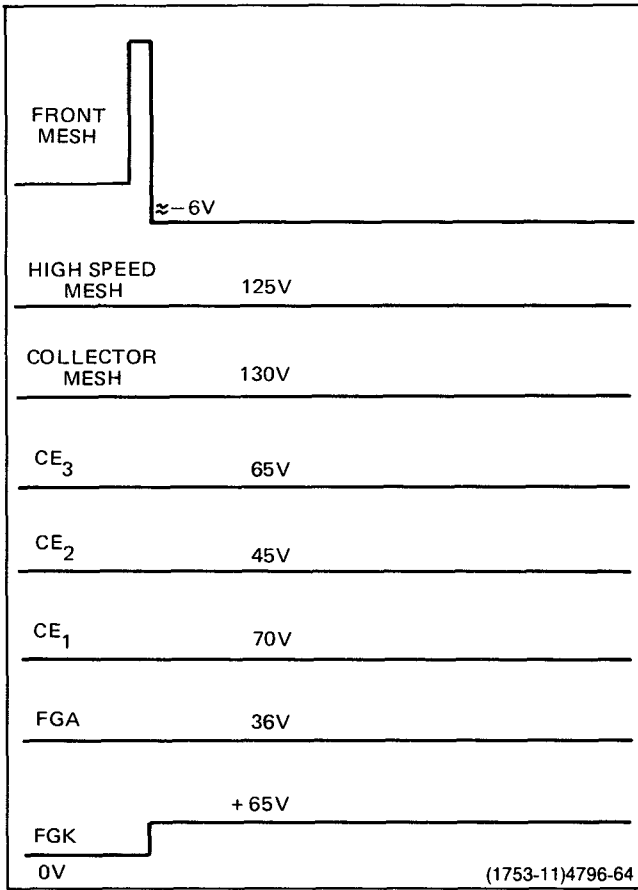 FRONT
MESH
≈−6V
HIGH SPEED
MESH 125V
COLLECTOR
MESH 130V
CE3 65V
CE2 45V
CE1 70V
FGA 36V
+65V
FGK
0V (1753-11)4796-64